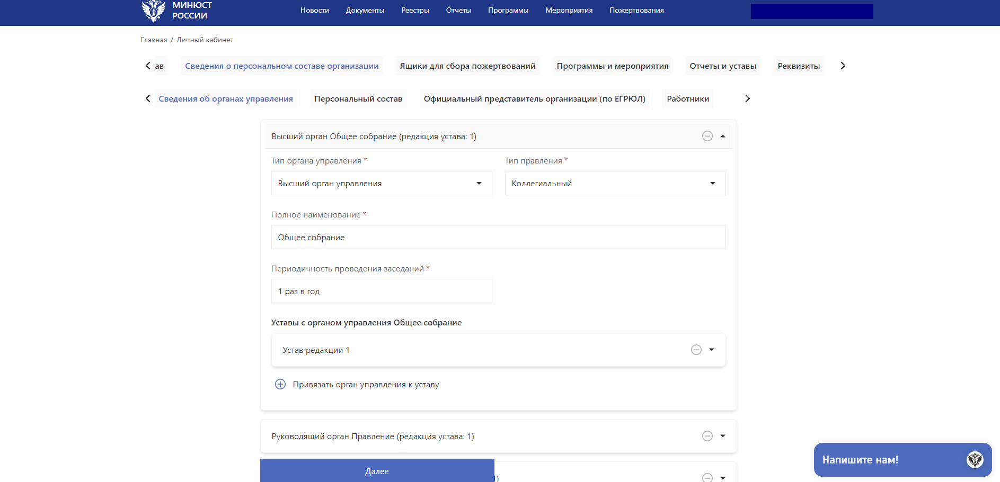 МИНЮСТ
РОССИИ
Новости Документы Реестры Отчеты Программы Мероприятия Пожертвования
Главная / Личный кабинет
ав Сведения о персональном составе организации Ящики для сбора пожертвований Программы и мероприятия Отчеты и уставы Реквизиты
Сведения об органах управления Персональный состав Официальный представитель организации (по ЕГРЮЛ) Работники
Высший орган Общее собрание (редакция устава: 1)
Тип органа управления * Тип правления *
Высший орган управления Коллегиальный
Полное наименование *
Общее собрание
Периодичность проведения заседаний *
1 раз в год
Уставы с органом управления Общее собрание
Устав редакции 1
Привязать орган управления к уставу
Руководящий орган Правление (редакция устава: 1)
Напишите нам!
Далее
1)